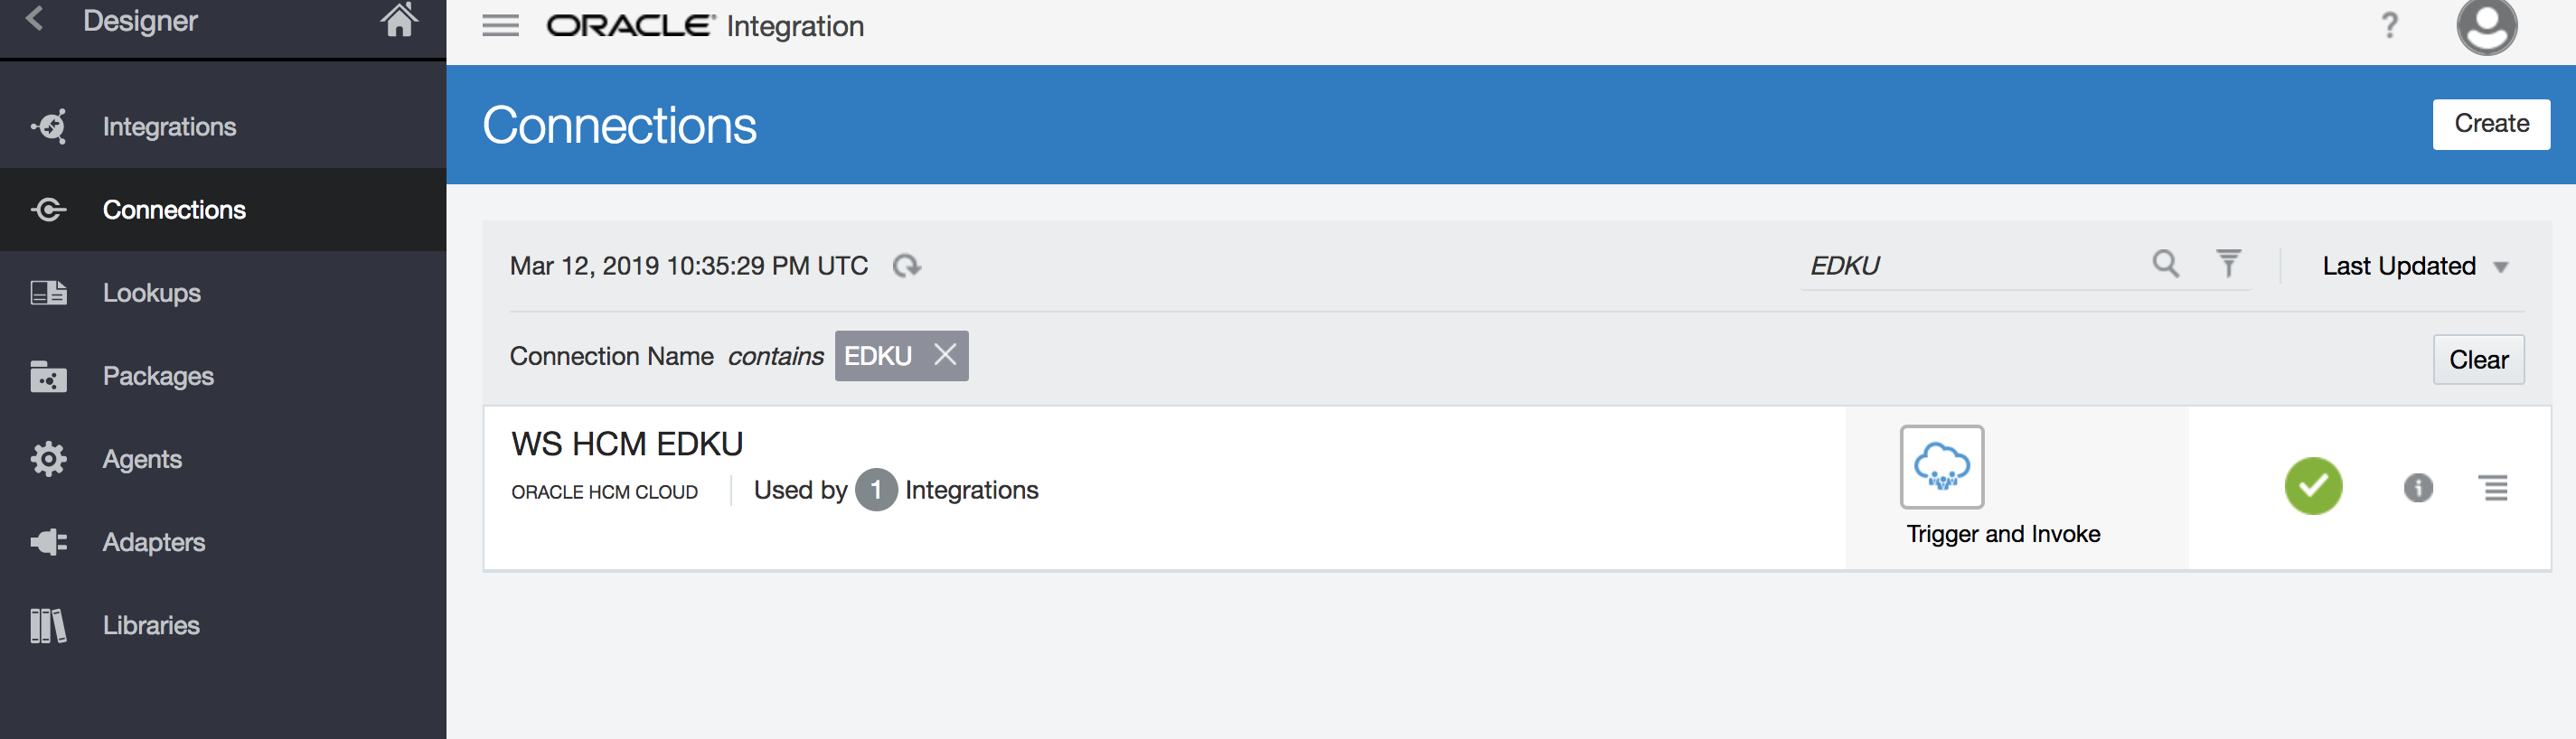 Designer
ORACLE® Integration
?
Integrations
Connections
Lookups
Packages
Agents
Adapters
Libraries
Connections
Create
Mar 12, 2019 10:35:29 PM UTC
EDKU
Last Updated
Connection Name contains EDKU
Clear
WS HCM EDKU
ORACLE HCM CLOUD
Used by 1 Integrations
Trigger and Invoke